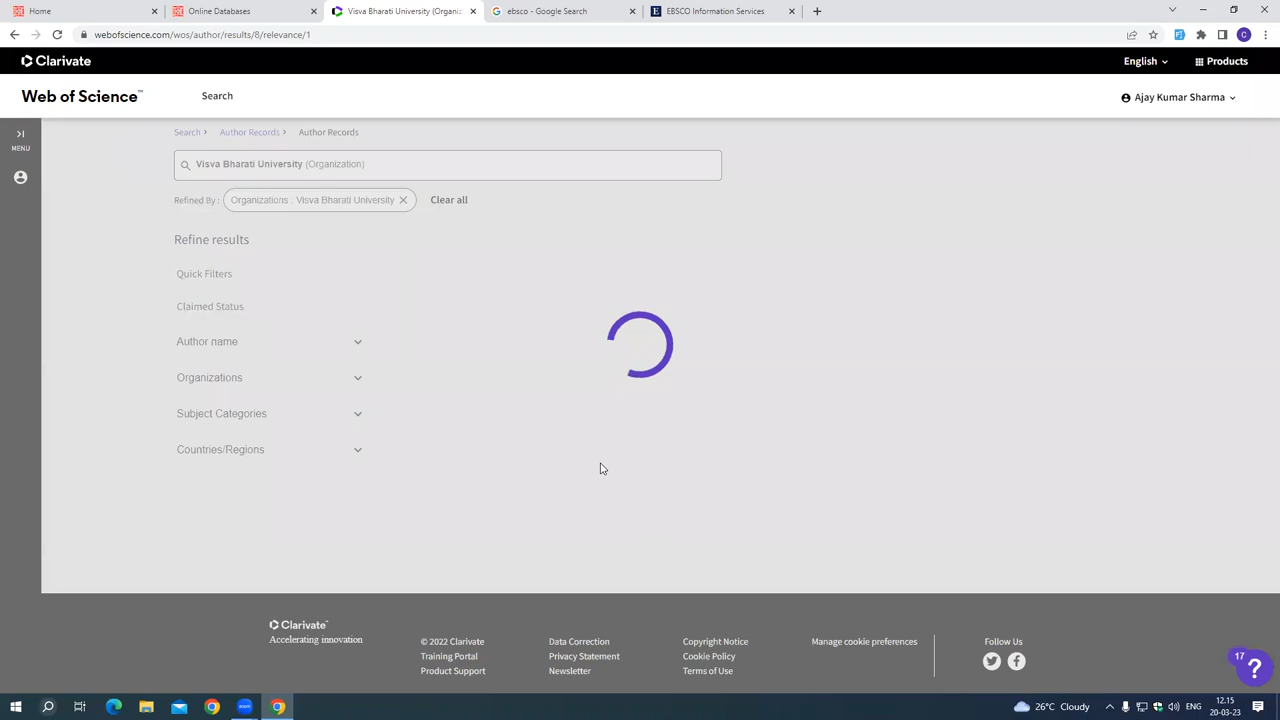 Home
Online Databases
Visva Bharati University (Organiz
ebsco - Google Search
EBSCO Information Services
webofscience.com/wos/author/results/8/relevance/1
C
Clarivate
English
Products
Web of Science™
Search
Ajay Kumar Sharma
MENU
Search > Author Records > Author Records
Visva Bharati University (Organization)
Refined By :
Organizations : Visva Bharati University
Clear all
Refine results
Quick Filters
Claimed Status
Author name
Organizations
Subject Categories
Countries/Regions
Clarivate™
Accelerating innovation
© 2022 Clarivate
Training Portal
Product Support
Data Correction
Privacy Statement
Newsletter
Copyright Notice
Cookie Policy
Terms of Use
Manage cookie preferences
Follow Us
17
?
26°C Cloudy
12.15
20-03-23